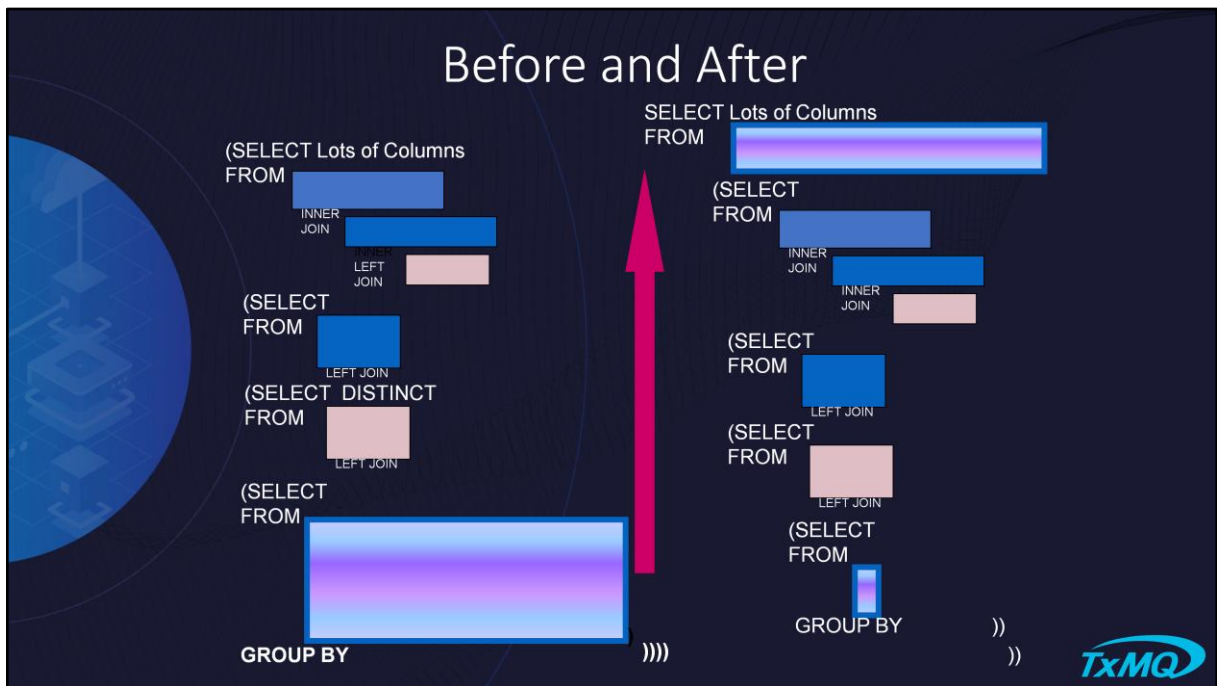 Before and After
(SELECT Lots of Columns
FROM
INNER
JOIN
INNER
LEFT
JOIN
(SELECT
FROM
LEFT JOIN
(SELECT DISTINCT
FROM
LEFT JOIN
(SELECT
FROM
)
GROUP BY ))))
SELECT Lots of Columns
FROM
(SELECT
FROM
INNER
JOIN
INNER
JOIN
(SELECT
FROM
LEFT JOIN
(SELECT
FROM
LEFT JOIN
(SELECT
FROM
GROUP BY ))
))
TxMQ